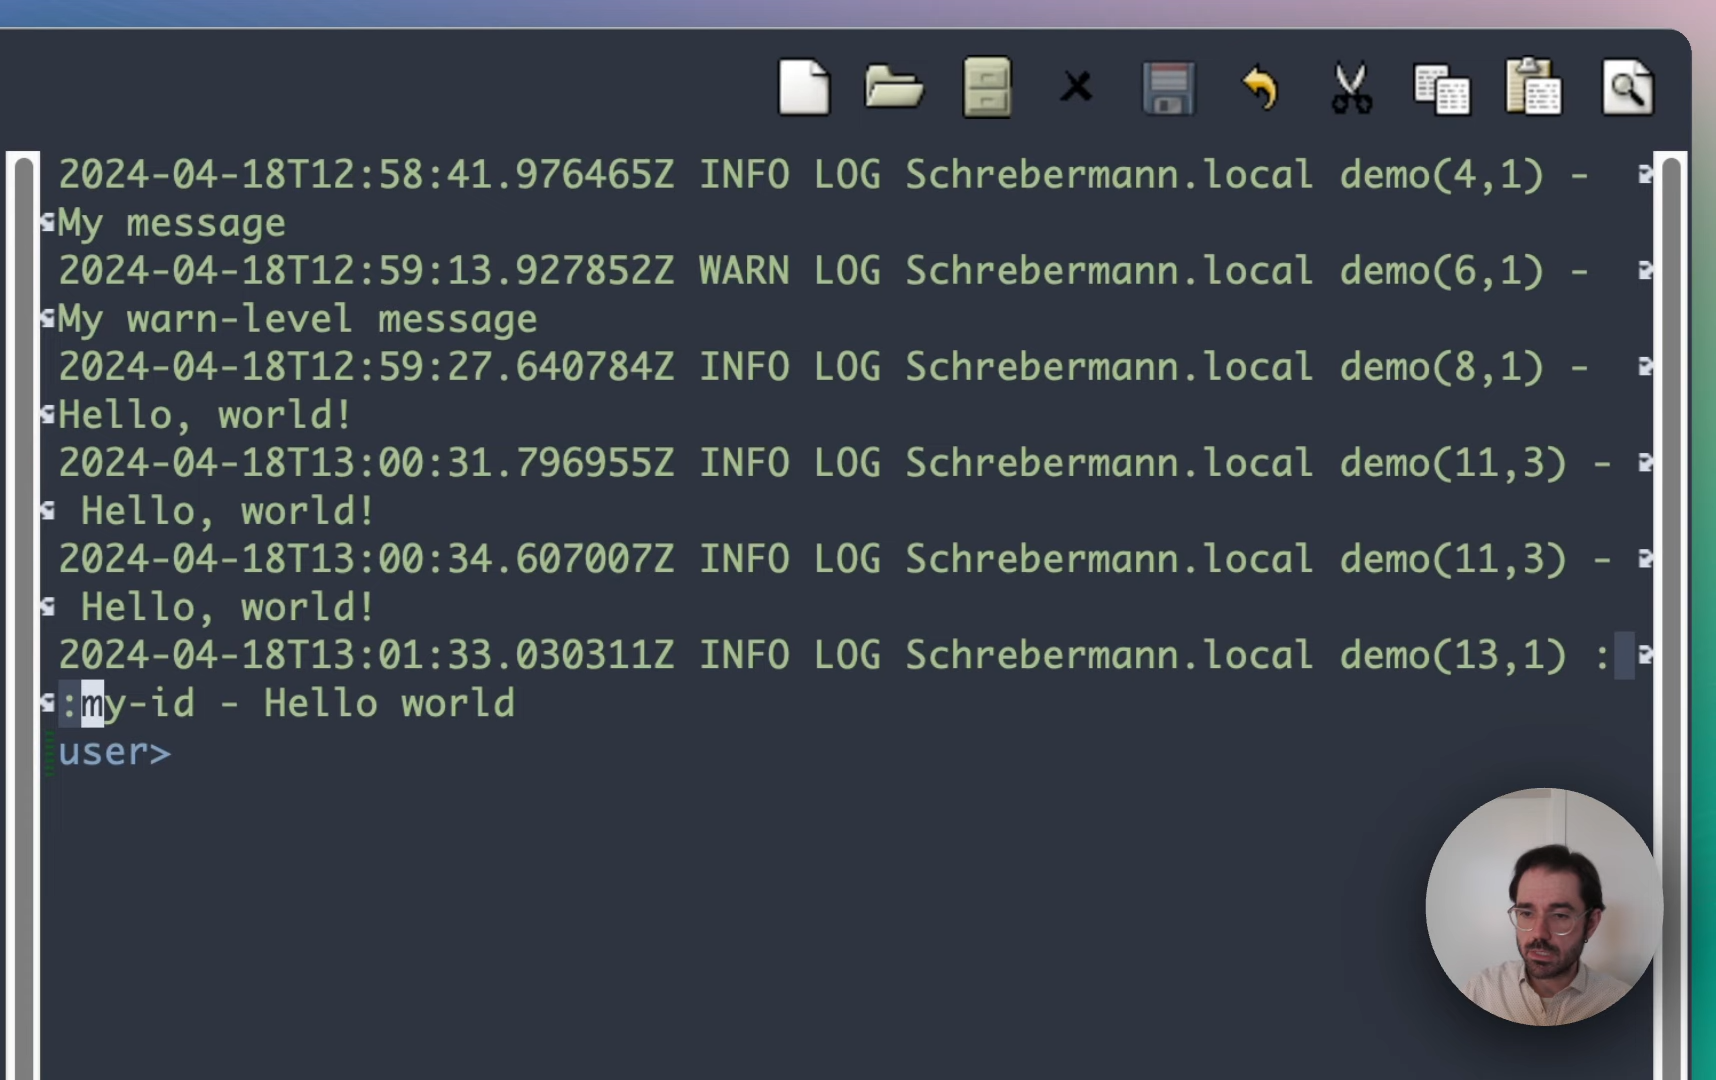 2024-04-18T12:58:41.976465Z INFO LOG Schrebermann.local demo(4,1) -
My message
2024-04-18T12:59:13.927852Z WARN LOG Schrebermann.local demo(6,1) -
My warn-level message
2024-04-18T12:59:27.640784Z INFO LOG Schrebermann.local demo(8,1) -
Hello, world!
2024-04-18T13:00:31.796955Z INFO LOG Schrebermann.local demo(11,3) -
Hello, world!
2024-04-18T13:00:34.607007Z INFO LOG Schrebermann.local demo(11,3) -
Hello, world!
2024-04-18T13:01:33.030311Z INFO LOG Schrebermann.local demo(13,1) :
:my-id - Hello world
user>